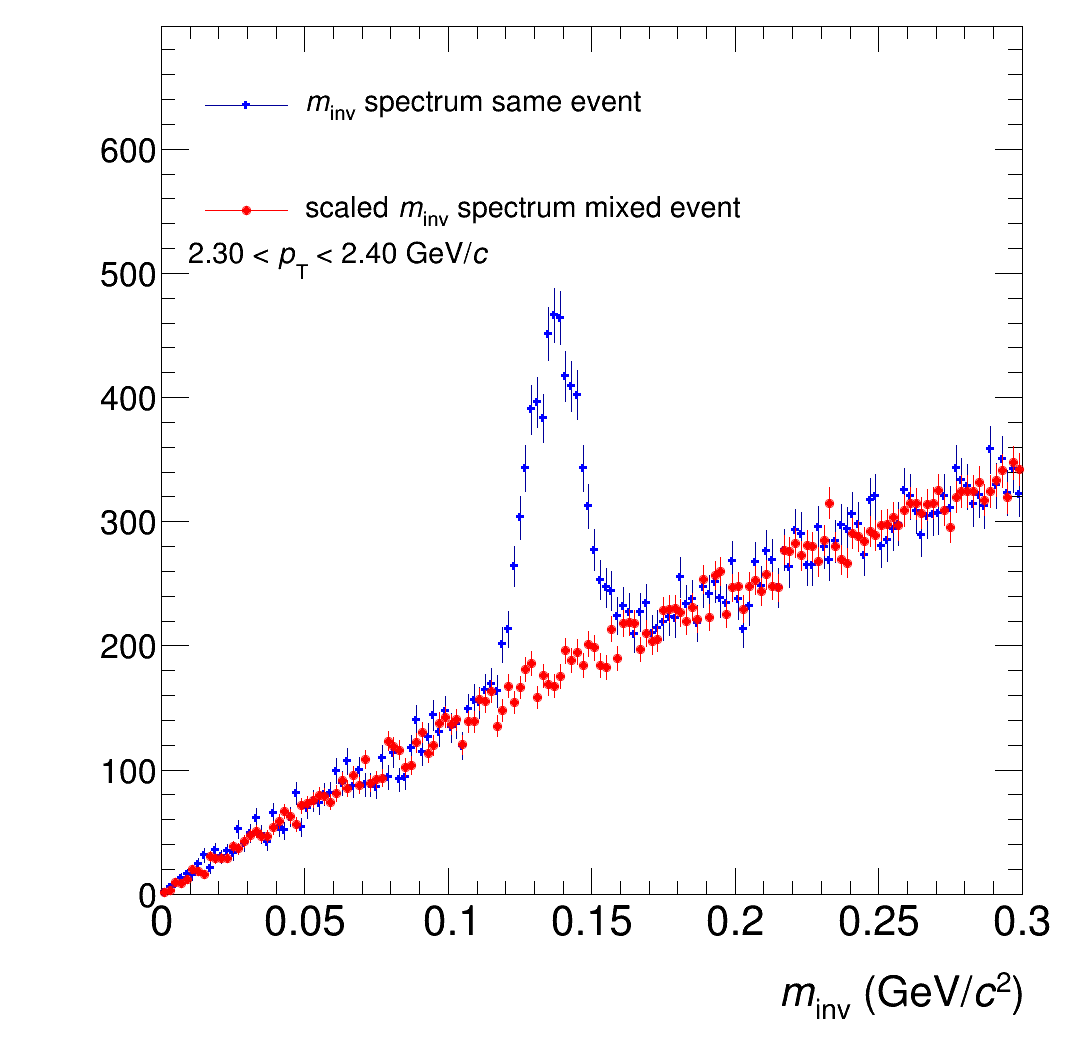 m_inv spectrum same event
scaled m_inv spectrum mixed event
2.30 < p_T < 2.40 GeV/c
600
500
400
300
200
100
0
0 0.05 0.1 0.15 0.2 0.25 0.3
m_inv (GeV/c²)